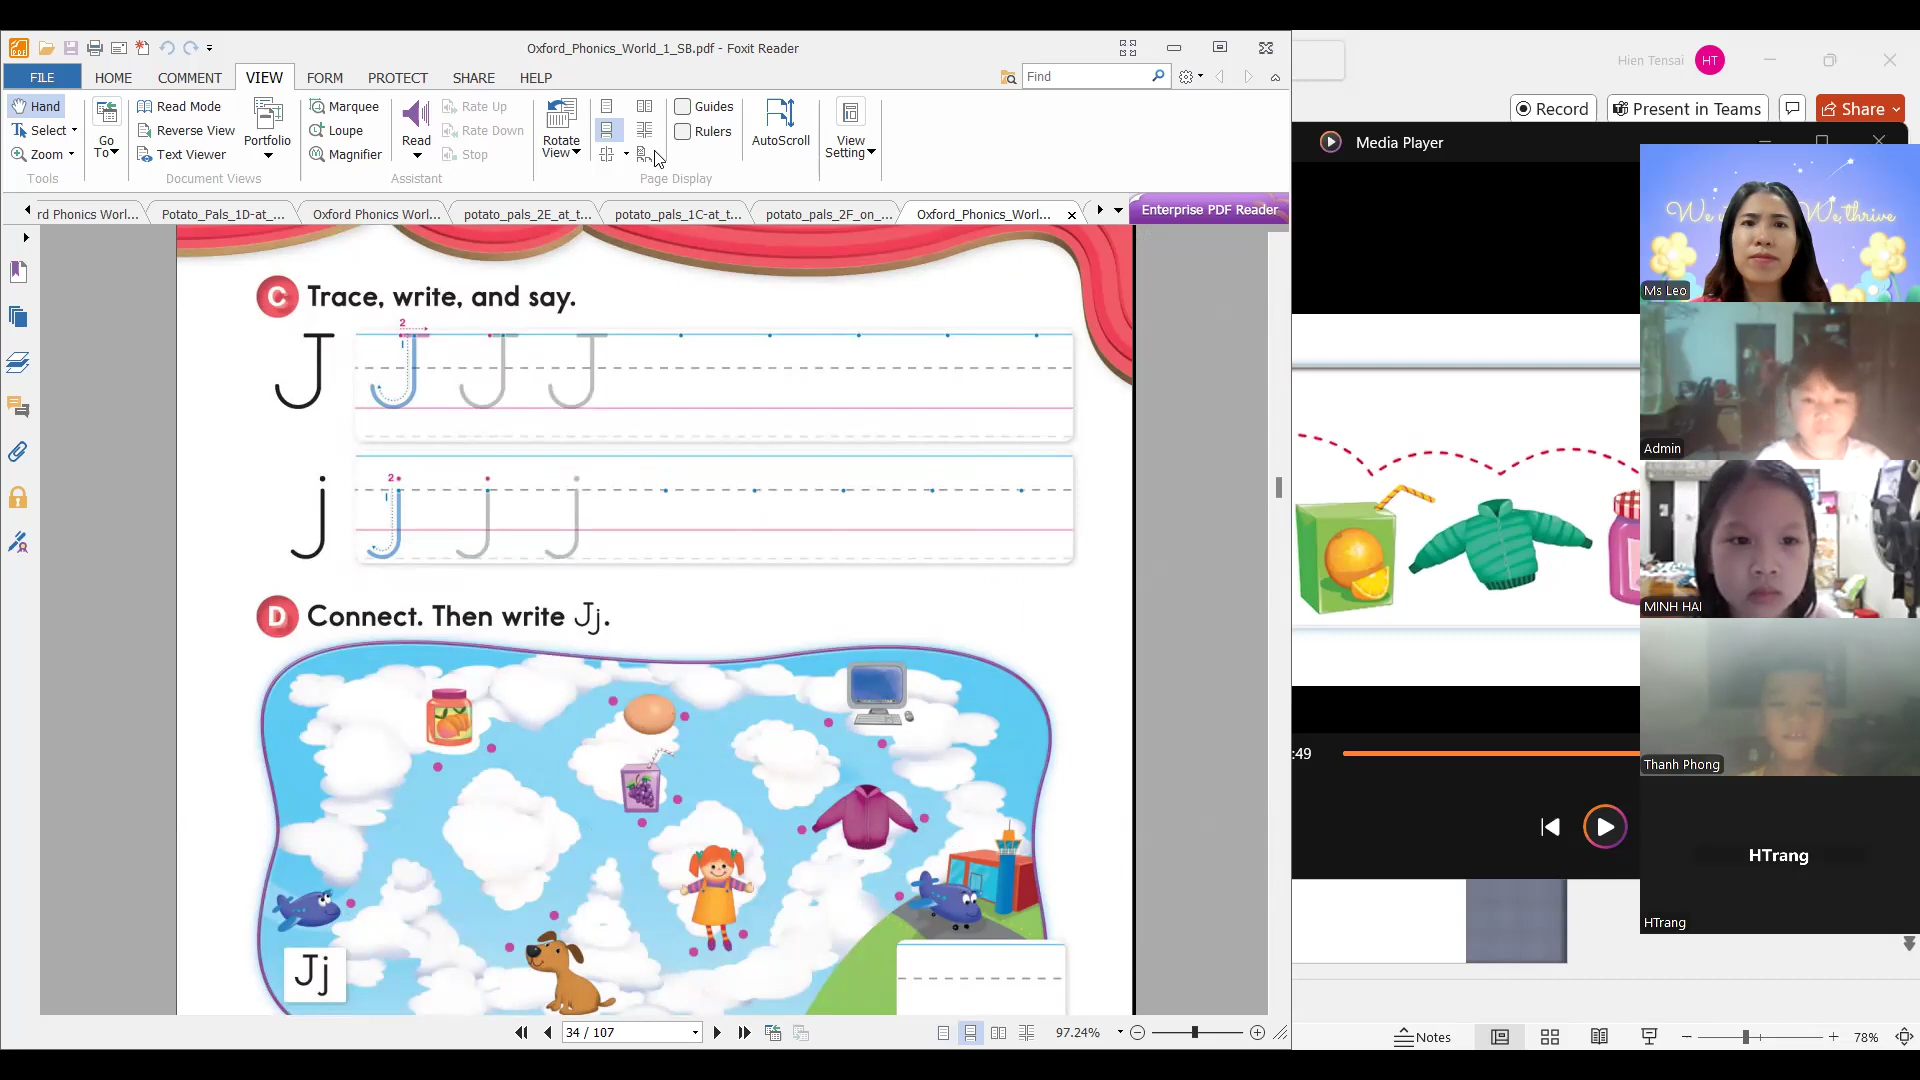 Oxford_Phonics_World_1_SB.pdf - Foxit Reader
Hien Tensai HT
FILE HOME COMMENT VIEW FORM PROTECT SHARE HELP
Find
Record Present in Teams Share
Hand
Select
Zoom
Tools
Go To
Read Mode
Reverse View
Text Viewer
Portfolio
Document Views
Marquee
Loupe
Magnifier
Read
Rate Up
Rate Down
Stop
Assistant
Rotate View
Guides
Rulers
Page Display
AutoScroll
View Setting
Media Player
rd Phonics Worl... Potato_Pals_1D-at_... Oxford Phonics Worl... potato_pals_2E_at_t... potato_pals_1C-at_t... potato_pals_2F_on_... Oxford_Phonics_Worl...
Enterprise PDF Reader
Ms Leo
C Trace, write, and say.
J 1 2 J J J
j 1 2 j j j
D Connect. Then write Jj.
Jj
Admin
MINH HAI
Thanh Phong
:49
HTrang
HTrang
34 / 107
97.24%
Notes
78%